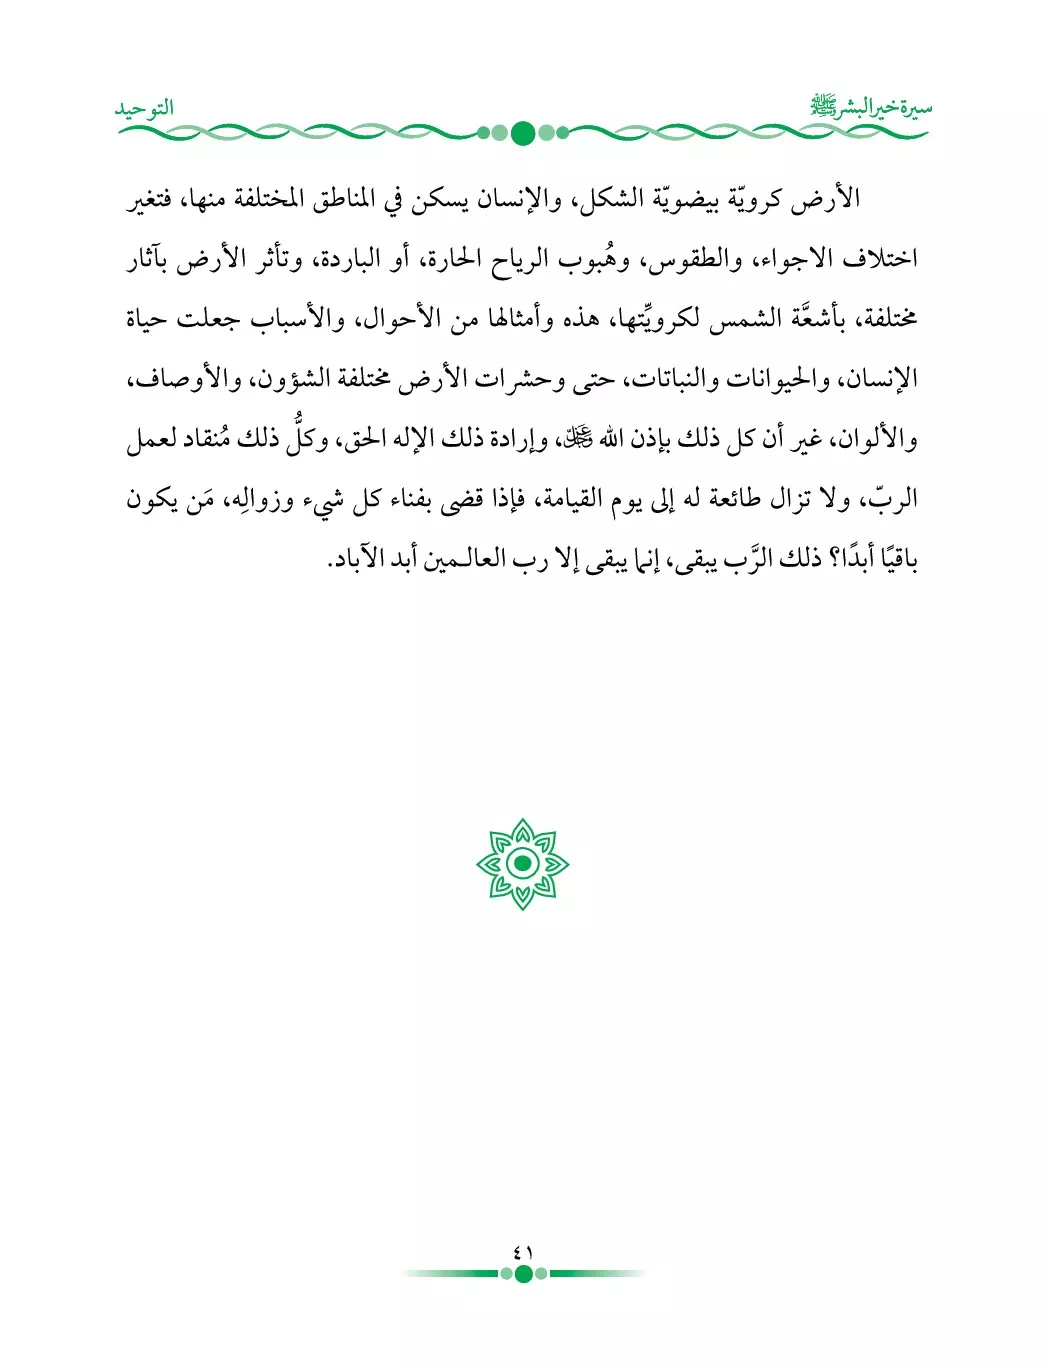 سيرة خير البشر ﷺ
التوحيد
الأرض كرويّة بيضويّة الشكل، والإنسان يسكن في المناطق المختلفة منها، فتغير
اختلاف الاجواء، والطقوس، وهُبوب الرياح الحارة، أو الباردة، وتأثر الأرض بآثار
مختلفة، بأشعَّة الشمس لكرويِّتها، هذه وأمثالها من الأحوال، والأسباب جعلت حياة
الإنسان، والحيوانات والنباتات، حتى وحشرات الأرض مختلفة الشؤون، والأوصاف،
والألوان، غير أن كل ذلك بإذن الله عَزَّوَجَلَّ، وإرادة ذلك الإله الحق، وكلُّ ذلك مُنقاد لعمل
الربّ، ولا تزال طائعة له إلى يوم القيامة، فإذا قضى بفناء كل شيء وزوالِه، مَن يكون
باقيًا أبدًا؟ ذلك الرَّب يبقى، إنما يبقى إلا رب العالـمين أبد الآباد.
٤١